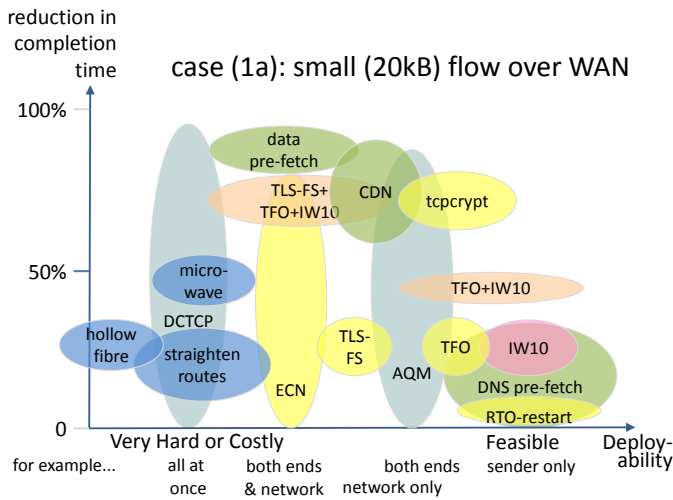 reduction in
completion
time
case (1a): small (20kB) flow over WAN
100%
data
pre-fetch
TLS-FS+
TFO+IW10
CDN
tcpcrypt
50%
micro-
wave
TFO+IW10
DCTCP
hollow
fibre
straighten
routes
TLS-
FS
TFO
IW10
ECN
AQM
DNS pre-fetch
RTO-restart
0
Very Hard or Costly
Feasible
Deploy-
ability
for example...
all at
once
both ends
& network
both ends
network only
sender only